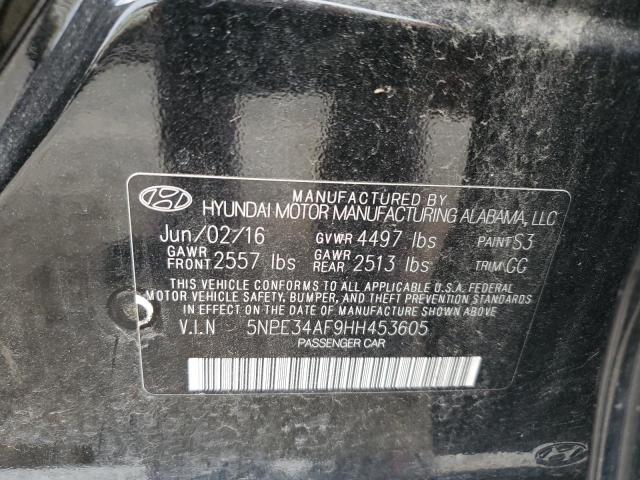 MANUFACTURED BY
HYUNDAI MOTOR MANUFACTURING ALABAMA, LLC
Jun/02/16 GVWR 4497 lbs PAINT S3
GAWR FRONT 2557 lbs GAWR REAR 2513 lbs TRIM GG
THIS VEHICLE CONFORMS TO ALL APPLICABLE U.S.A. FEDERAL
MOTOR VEHICLE SAFETY, BUMPER, AND THEFT PREVENTION STANDARDS
IN EFFECT ON THE DATE OF MANUFACTURE SHOWN ABOVE.
V.I.N 5NPE34AF9HH453605
PASSENGER CAR